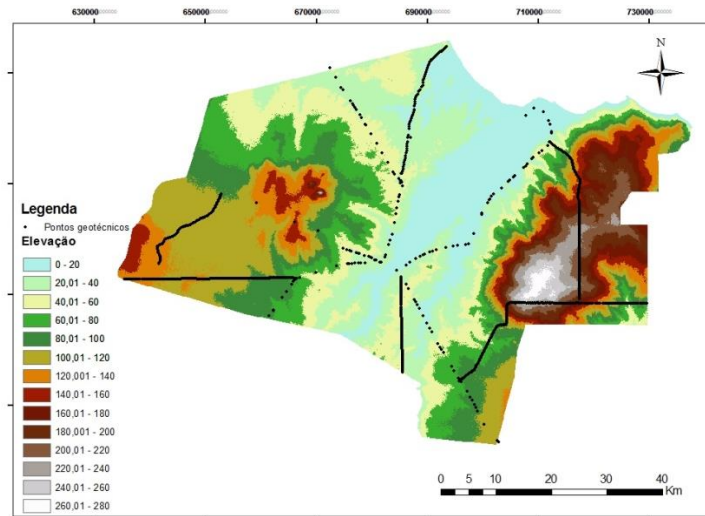 630000 650000 670000 690000 710000 730000
N
Legenda
Pontos geotécnicos
Elevação
0 - 20
20,01 - 40
40,01 - 60
60,01 - 80
80,01 - 100
100,01 - 120
120,001 - 140
140,01 - 160
160,01 - 180
180,001 - 200
200,01 - 220
220,01 - 240
240,01 - 260
260,01 - 280
0 5 10 20 30 40
Km